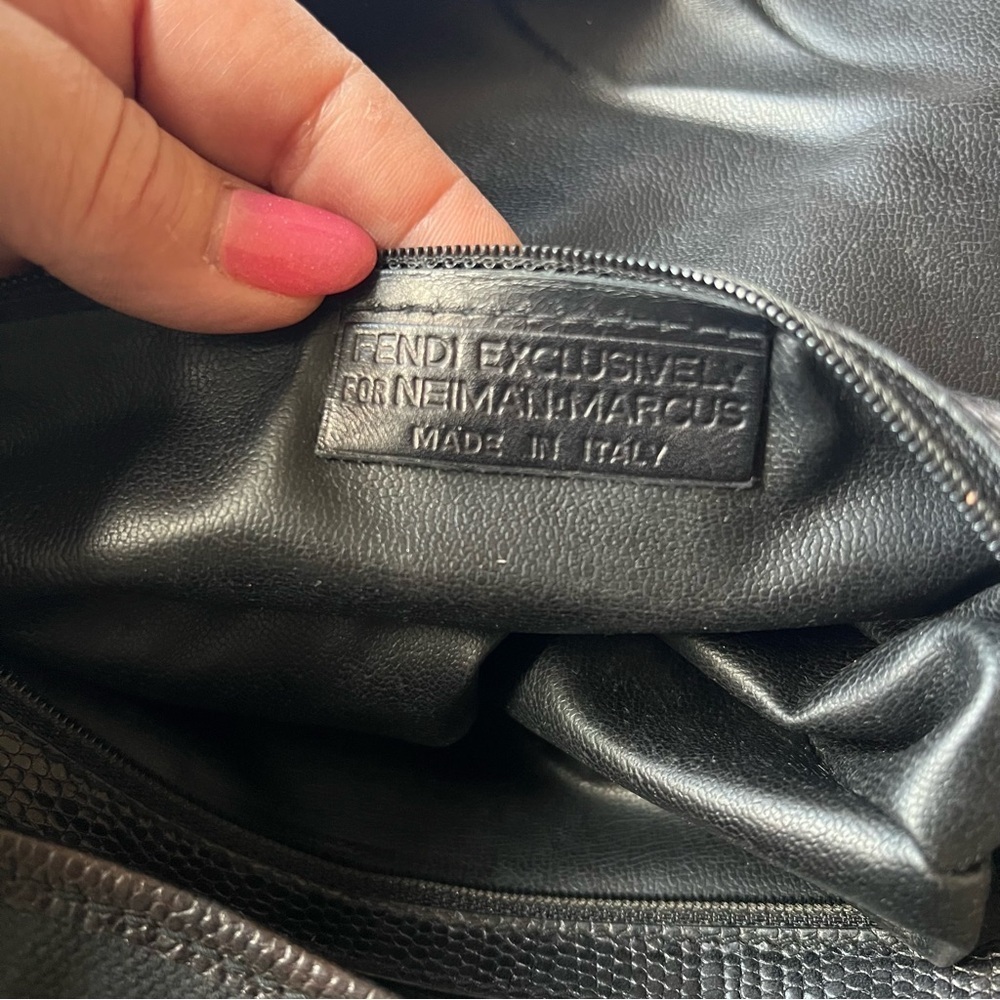 FENDI EXCLUSIVELY
FOR NEIMAN-MARCUS
MADE IN ITALY